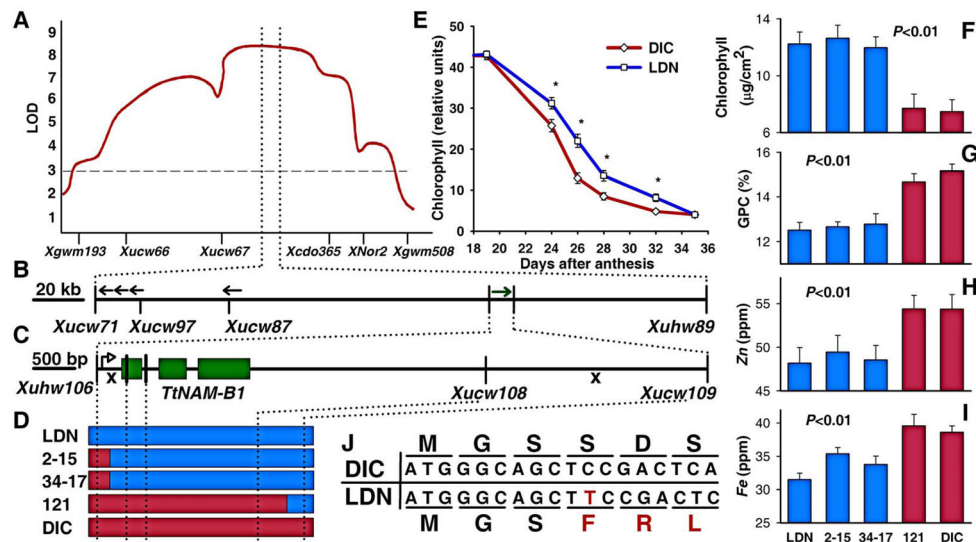 A
LOD
9
8
7
6
5
4
3
2
1
Xgwm193 Xucw66 Xucw67 Xcdo365 XNor2 Xgwm508
B
20 kb
Xucw71 Xucw97 Xucw87 Xuhw89
C
500 bp
x x
Xuhw106 TtNAM-B1 Xucw108 Xucw109
D
LDN
2-15
34-17
121
DIC
E
Chlorophyll (relative units)
50
40
30
20
10
0
DIC
LDN
* * * *
18 20 22 24 26 28 30 32 34 36
Days after anthesis
J
M G S S D S
DIC ATGGGCAGCTCCGACTCA
LDN ATGGGCAGCTTCCGACTC
M G S F R L
F
Chlorophyll
(µg/cm²)
P<0.01
14
10
6
G
GPC (%)
P<0.01
16
14
12
H
Zn (ppm)
P<0.01
55
50
45
I
Fe (ppm)
P<0.01
40
35
30
25
LDN 2-15 34-17 121 DIC